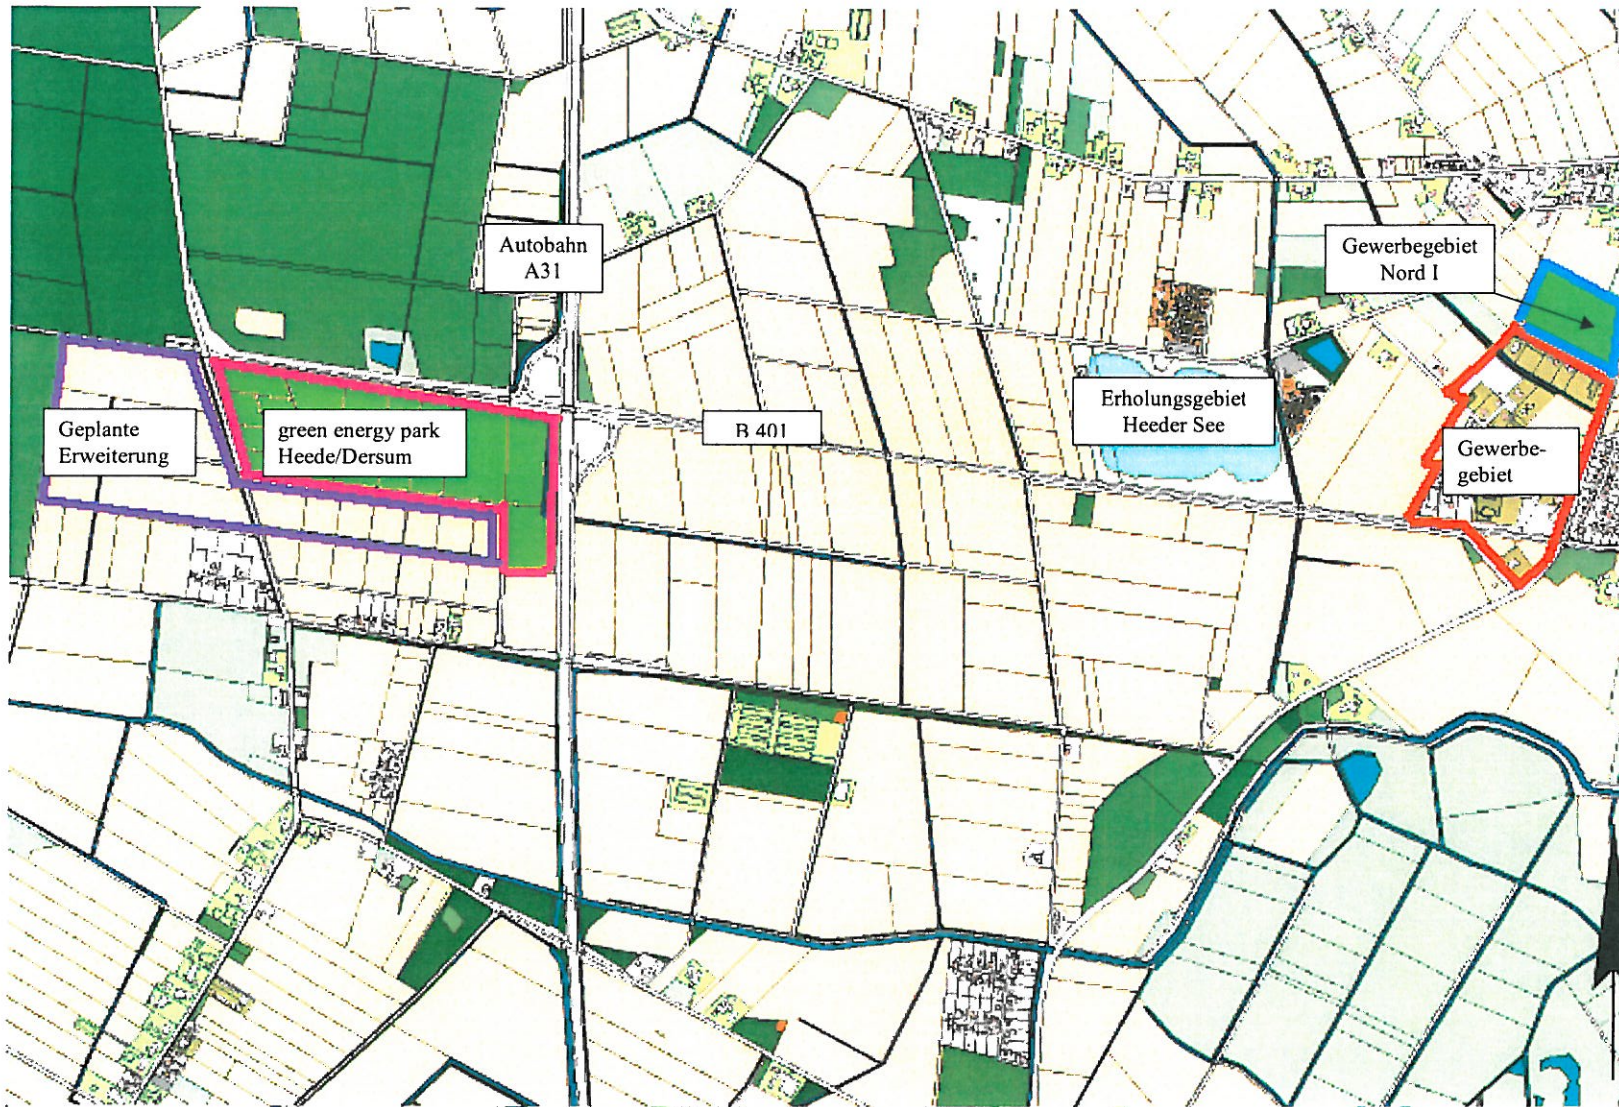 Autobahn
A31
Gewerbegebiet
Nord I
Geplante
Erweiterung
green energy park
Heede/Dersum
B 401
Erholungsgebiet
Heeder See
Gewerbe-
gebiet